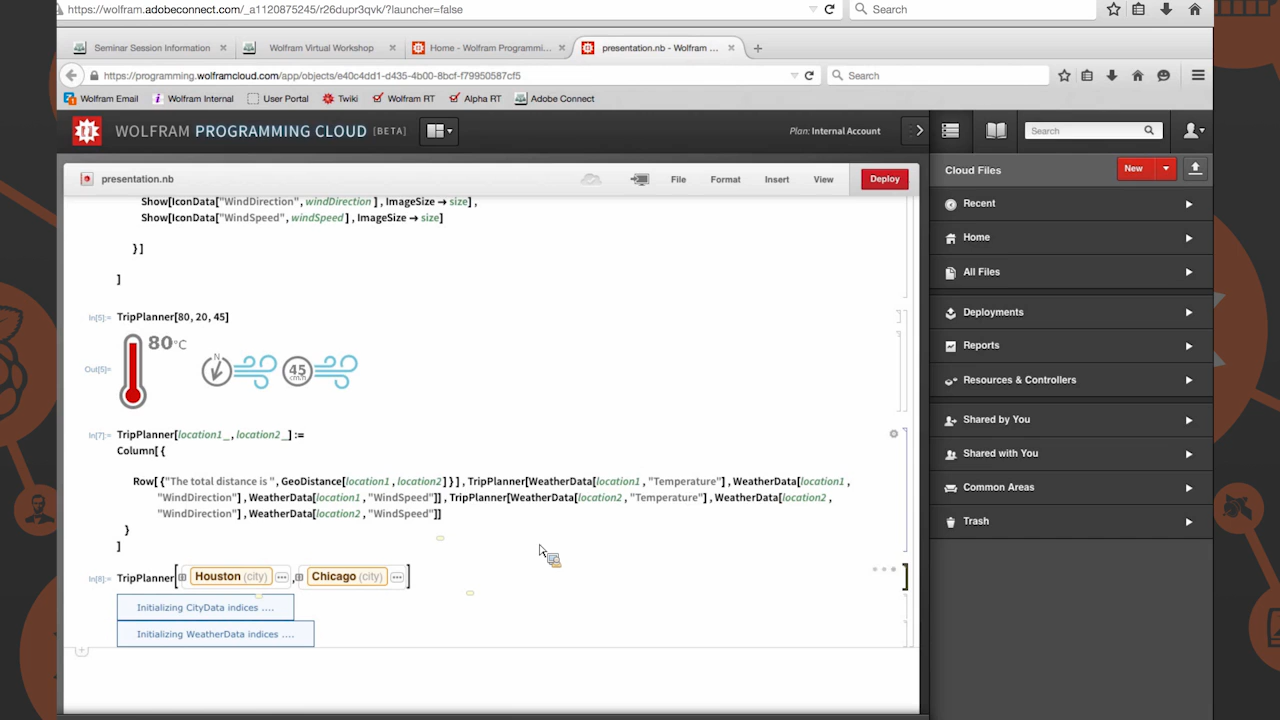 https://wolfram.adobeconnect.com/_a1120875245/r26dupr3qvk/?launcher=false
Search
Seminar Session Information
Wolfram Virtual Workshop
Home - Wolfram Programmi...
presentation.nb - Wolfram ...
https://programming.wolframcloud.com/app/objects/e40c4dd1-d435-4b00-8bcf-f79950587cf5
Search
Wolfram Email
Wolfram Internal
User Portal
Twiki
Wolfram RT
Alpha RT
Adobe Connect
WOLFRAM PROGRAMMING CLOUD [BETA]
Plan: Internal Account
Search
presentation.nb
File
Format
Insert
View
Deploy
Cloud Files
New
Recent
Home
All Files
Deployments
Reports
Resources & Controllers
Shared by You
Shared with You
Common Areas
Trash
Show[IconData["WindDirection", windDirection], ImageSize → size],
Show[IconData["WindSpeed", windSpeed], ImageSize → size]
}]
]
In[5]= TripPlanner[80, 20, 45]
Out[5]= 80°C N 45
In[7]= TripPlanner[location1_, location2_] :=
Column[{
Row[{"The total distance is ", GeoDistance[location1, location2]}], TripPlanner[WeatherData[location1, "Temperature"], WeatherData[location1,
"WindDirection"], WeatherData[location1, "WindSpeed"]], TripPlanner[WeatherData[location2, "Temperature"], WeatherData[location2,
"WindDirection"], WeatherData[location2, "WindSpeed"]]
}
]
In[8]= TripPlanner[Houston (city), Chicago (city)]
Initializing CityData indices ....
Initializing WeatherData indices ....